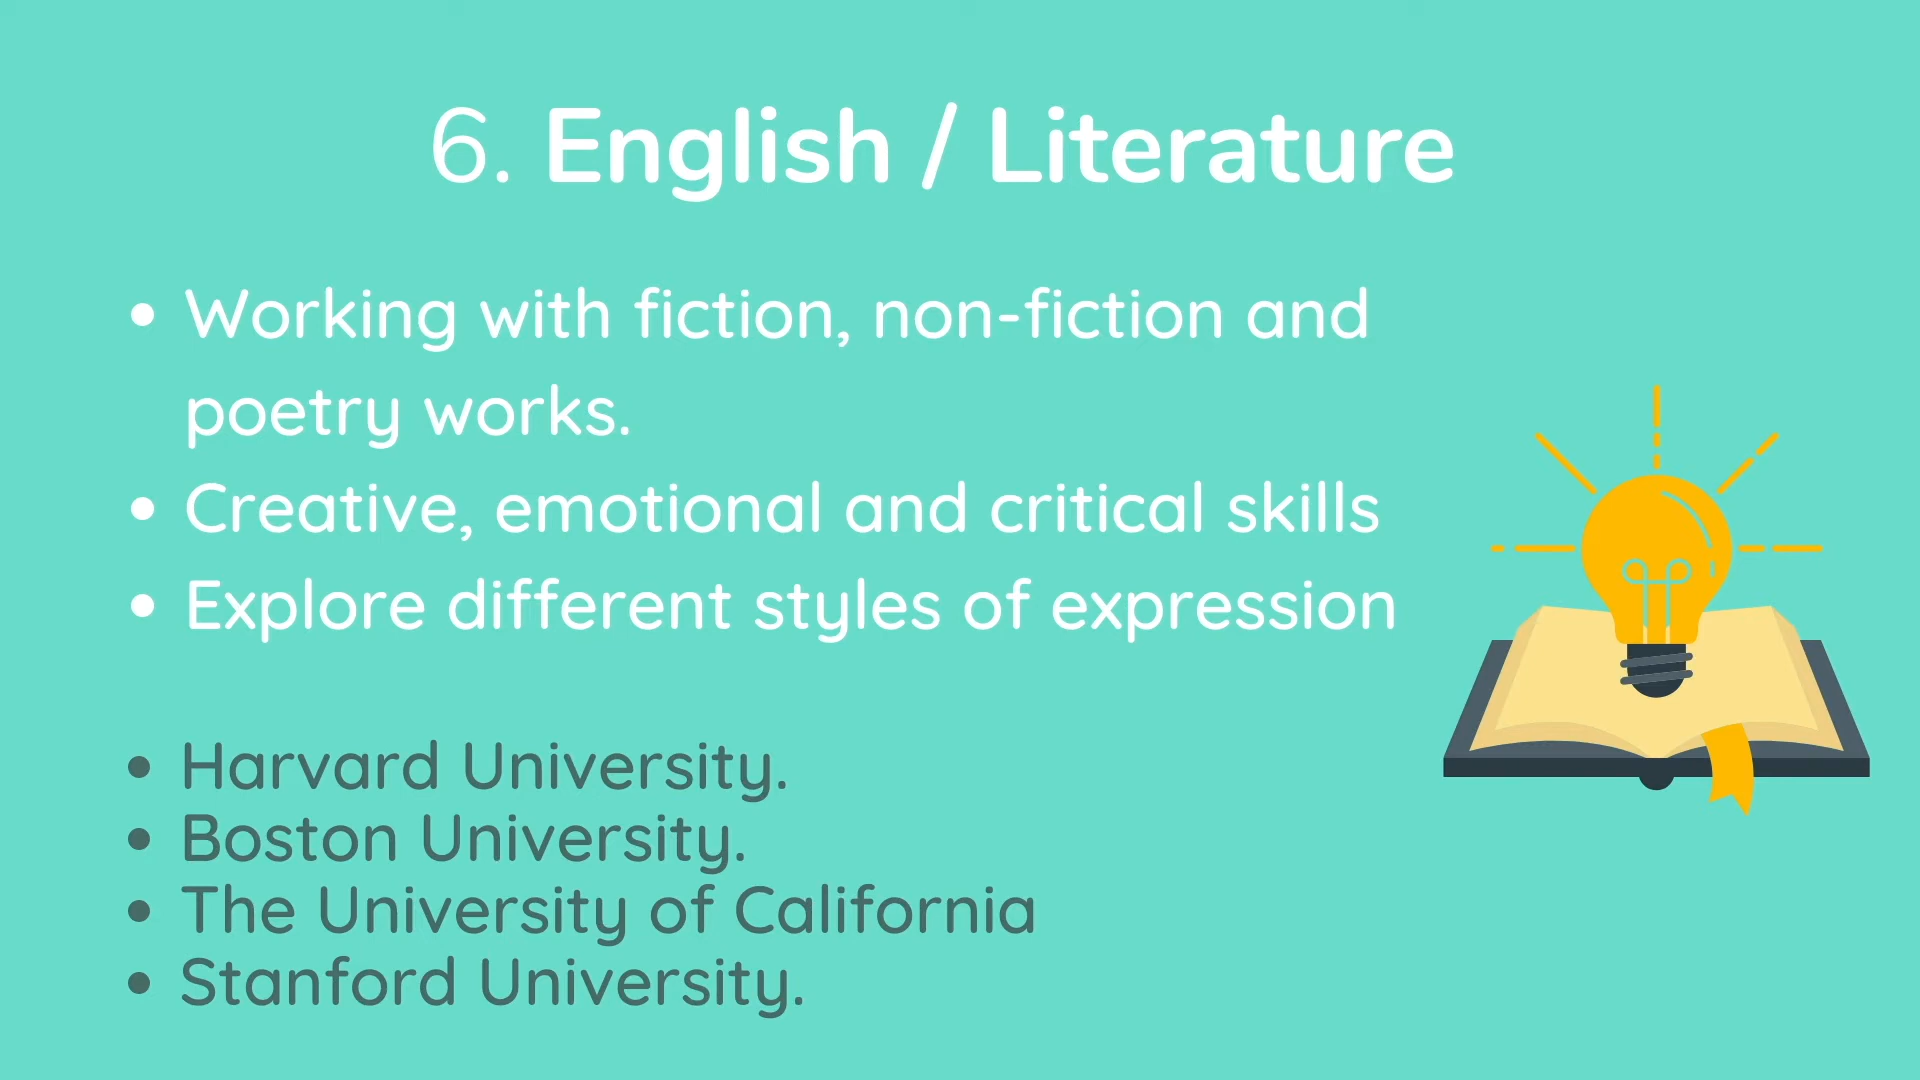 6. English / Literature
• Working with fiction, non-fiction and
poetry works.
• Creative, emotional and critical skills
• Explore different styles of expression
• Harvard University.
• Boston University.
• The University of California
• Stanford University.